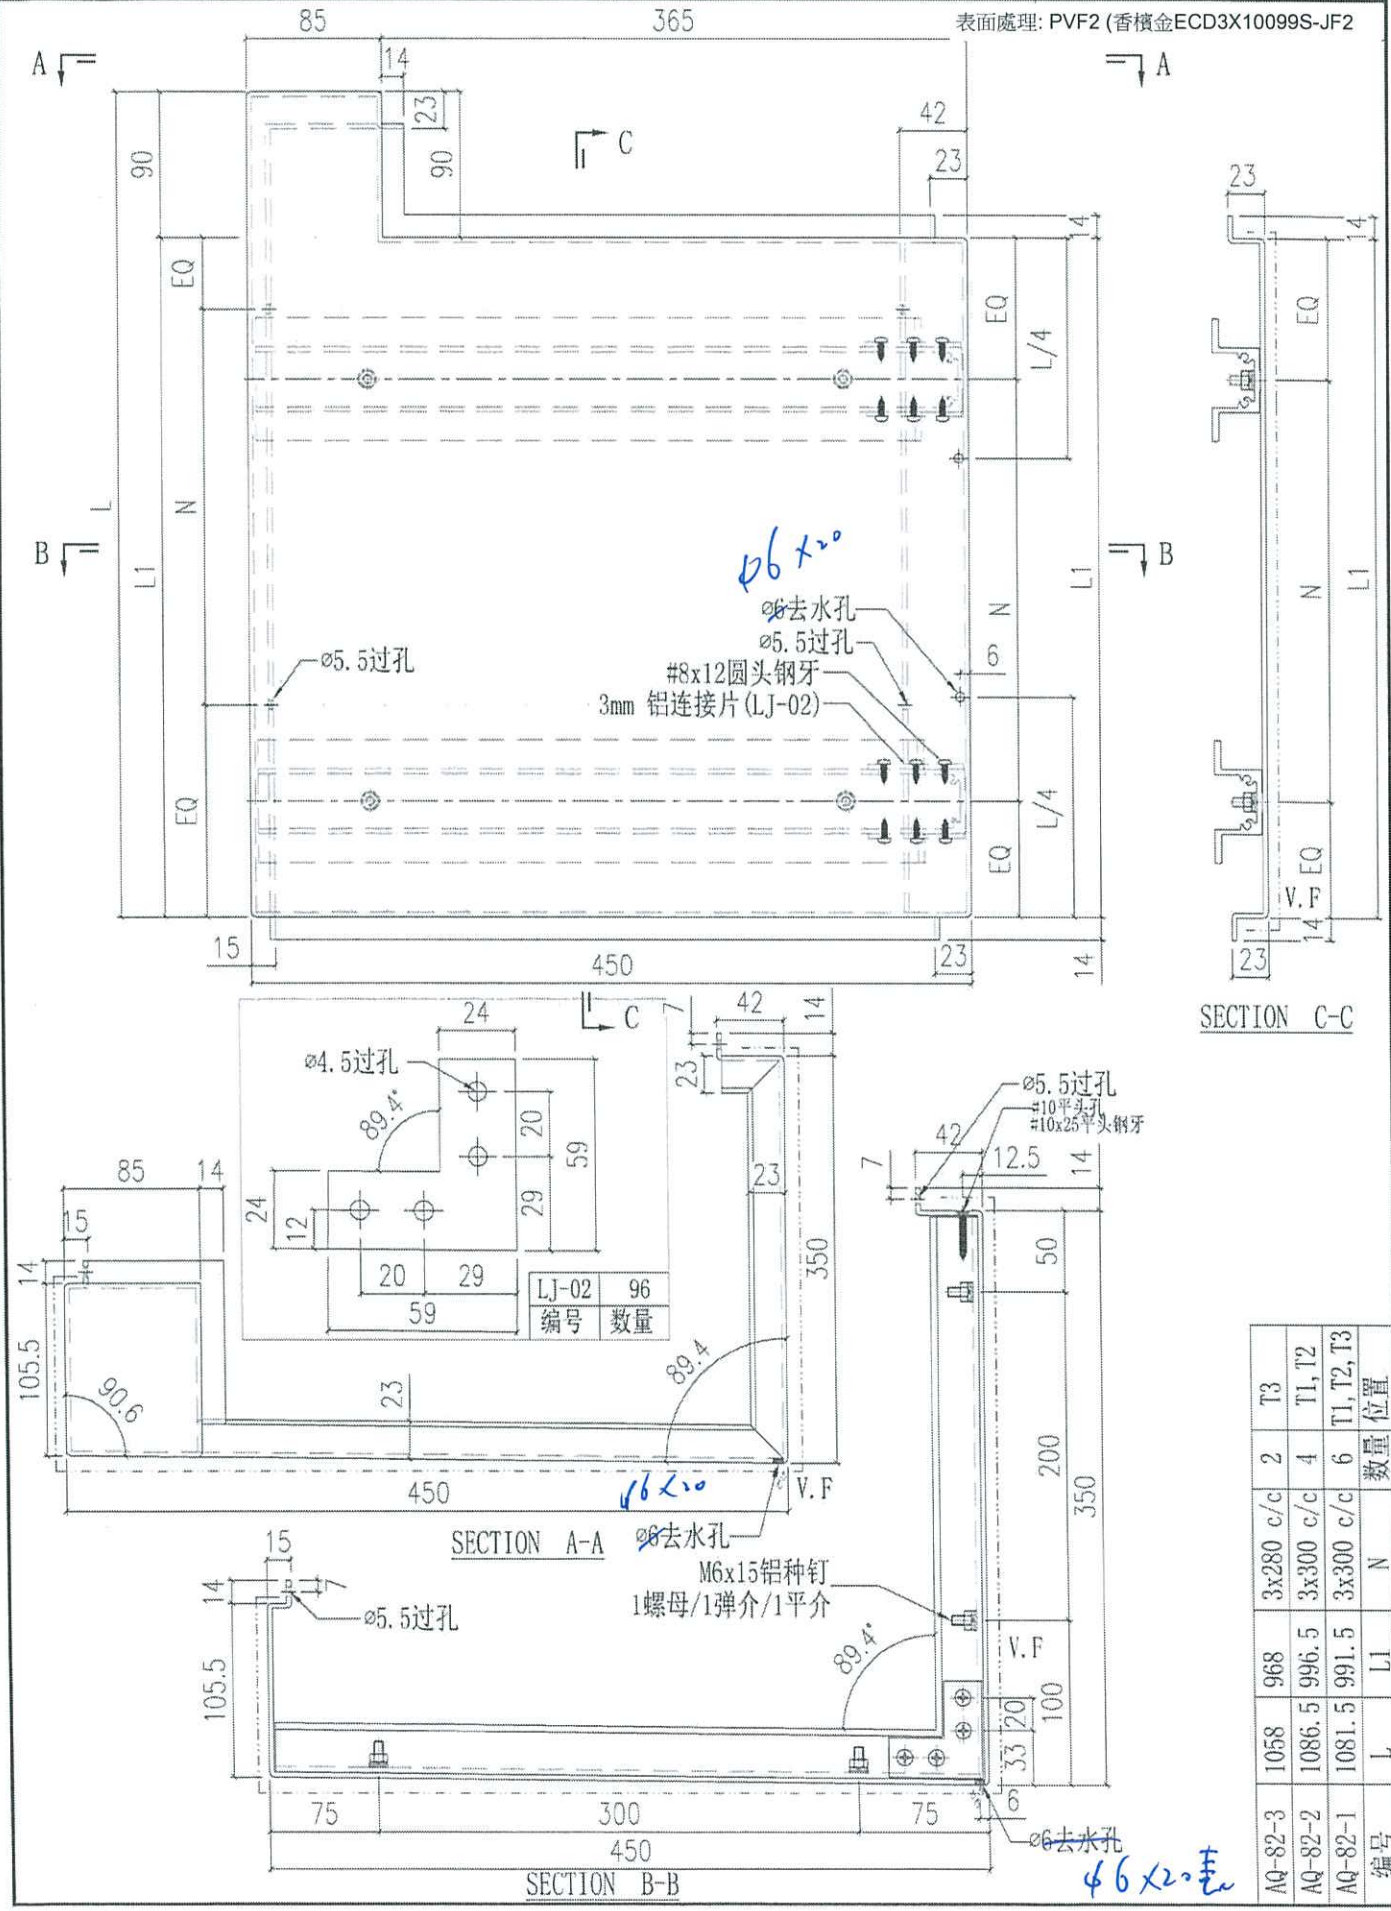 表面處理: PVF2 (香檳金ECD3X10099S-JF2
85
365
A
A
14
23
42
90
90
C
23
23
14
14
EQ
EQ
L/4
EQ
L
N
B
B
L1
Φ6×20
L1
N
L1
ø6去水孔
ø5.5过孔
N
ø5.5过孔
6
#8x12圆头钢牙
3mm 铝连接片(LJ-02)
EQ
L/4
EQ
EQ
V.F
15
450
23
14
14
23
SECTION C-C
C
24
7
42
14
ø4.5过孔
89.4°
20
59
23
24
12
29
20
29
59
LJ-02 96
编号 数量
23
350
85
14
15
14
105.5
90.6
23
89.4
450
V.F
ø6×20
SECTION A-A
ø6去水孔
ø5.5过孔
#10平头孔
#10x25平头钢牙
42
12.5
7
14
50
200
350
15
14
7
ø5.5过孔
105.5
M6x15铝种钉
1螺母/1弹介/1平介
89.4°
V.F
100
20
33
75
300
75
6
450
SECTION B-B
ø6去水孔
φ6×20
AQ-82-3 1058 968 3x280 c/c 2 T3
AQ-82-2 1086.5 996.5 3x300 c/c 4 T1,T2
AQ-82-1 1081.5 991.5 3x300 c/c 6 T1,T2,T3
编号 L L1 N 数量 位置